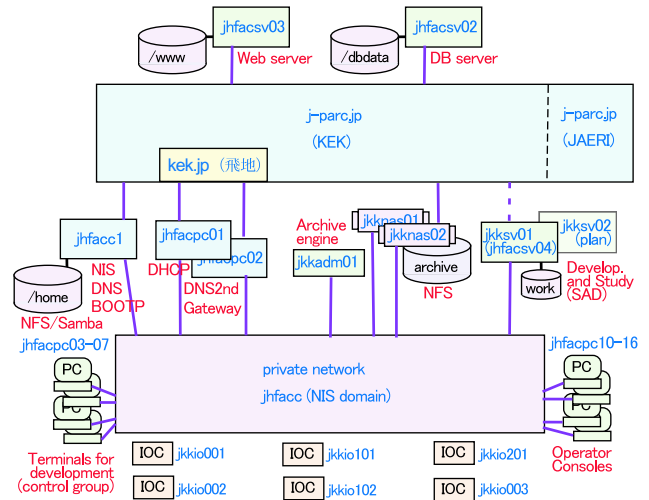 jhfacsv03
jhfacsv02
/www
Web server
/dbdata
DB server
j-parc.jp
(KEK)
j-parc.jp
(JAERI)
kek.jp (飛地)
jhfacc1
NIS
DNS
BOOTP
/home
NFS/Samba
jhfacpc01
DHCP
jhfacpc02
DNS2nd
Gateway
Archive
engine
jkkadm01
jkknas01
jkknas02
archive
NFS
jkksv01
(jhfacsv04)
jkksv02
(plan)
work
Develop.
and Study
(SAD)
jhfacpc03-07
jhfacpc10-16
private network
jhfacc (NIS domain)
PC
PC
PC
PC
Terminals for
development
(control group)
Operator
Consoles
IOC jkkio001
IOC jkkio101
IOC jkkio201
IOC jkkio002
IOC jkkio102
IOC jkkio003